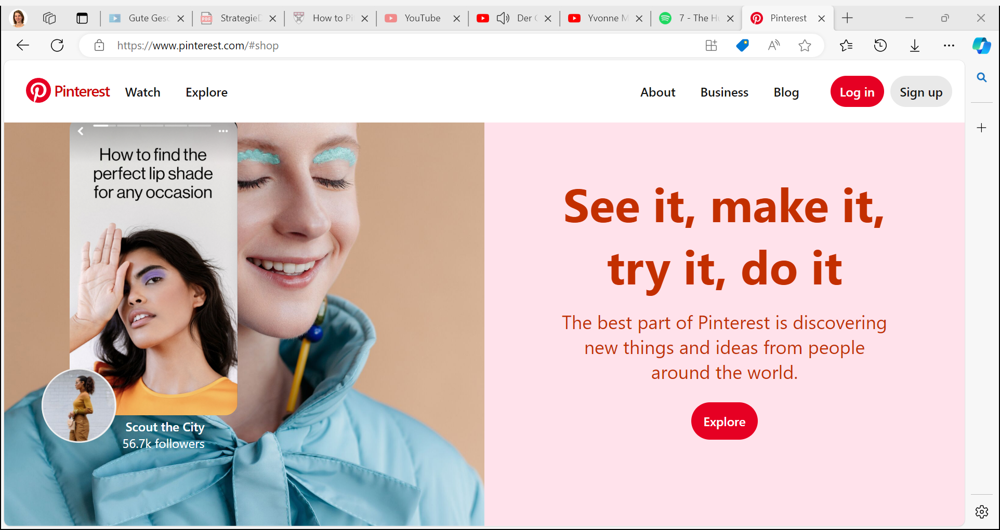 Gute Gesc
PDF
StrategieD
How to Pi
YouTube
Der
Yvonne M
7 - The Hu
Pinterest
https://www.pinterest.com/#shop
Pinterest
Watch
Explore
About
Business
Blog
Log in
Sign up
How to find the
perfect lip shade
for any occasion
Scout the City
56.7k followers
See it, make it,
try it, do it
The best part of Pinterest is discovering
new things and ideas from people
around the world.
Explore